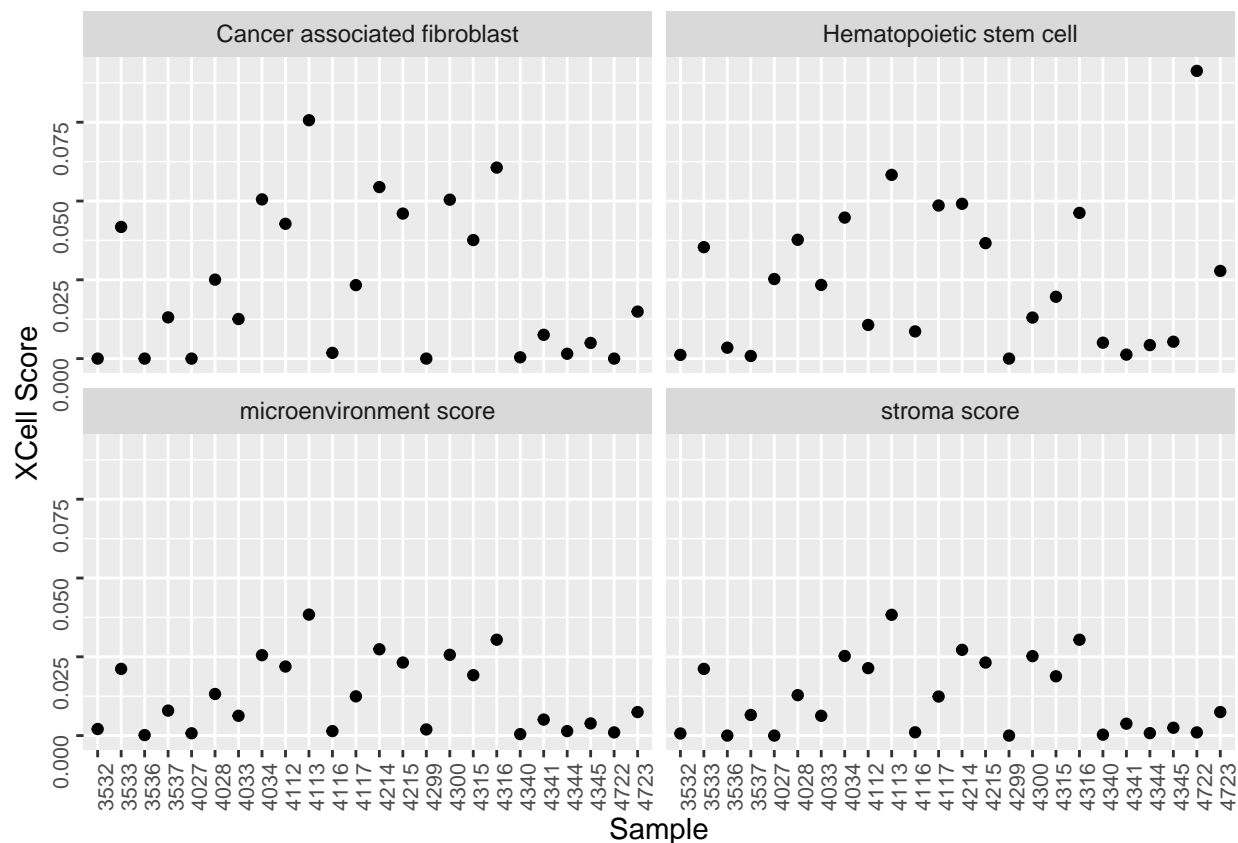 Cancer associated fibroblast
Hematopoietic stem cell
0.075
0.050
0.025
0.000
microenvironment score
stroma score
0.075
0.050
0.025
0.000
XCell Score
3532 3533 3536 3537 4027 4028 4033 4034 4112 4113 4116 4117 4214 4215 4299 4300 4315 4316 4340 4341 4344 4345 4722 4723
3532 3533 3536 3537 4027 4028 4033 4034 4112 4113 4116 4117 4214 4215 4299 4300 4315 4316 4340 4341 4344 4345 4722 4723
Sample